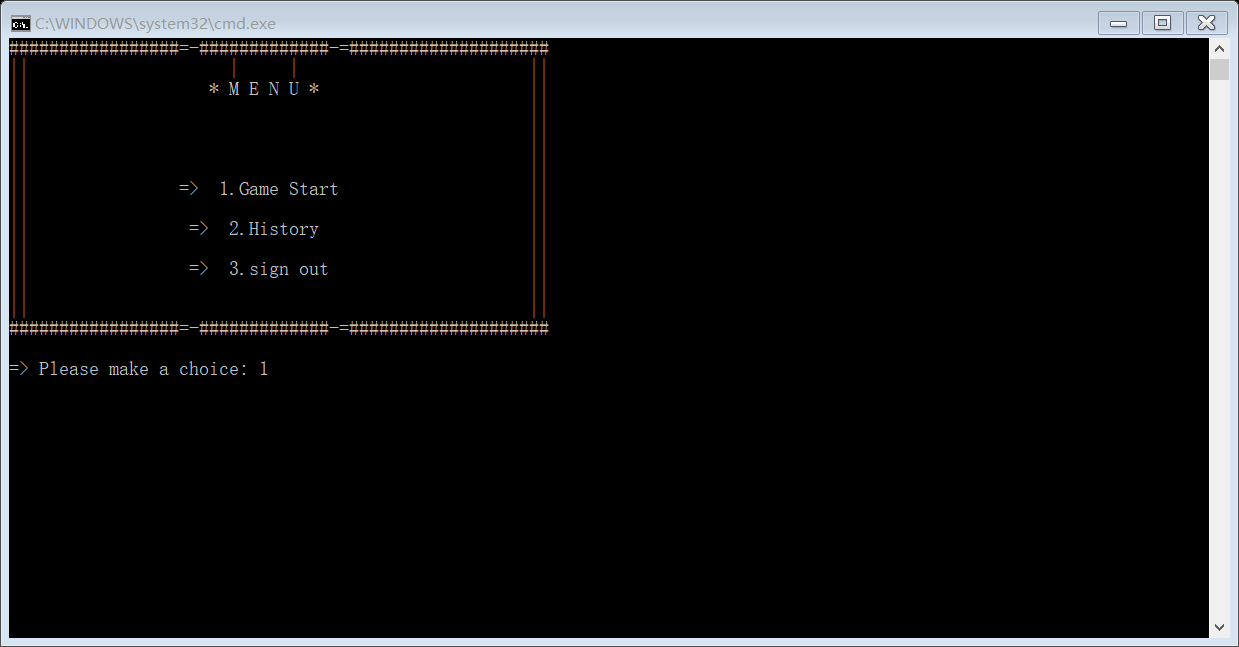 C:\WINDOWS\system32\cmd.exe
#################=-#############-=####################
||                    |     |                       ||
* M E N U *
=>  1.Game Start
=>  2.History
=>  3.sign out
#################=-#############-=####################
=> Please make a choice: 1